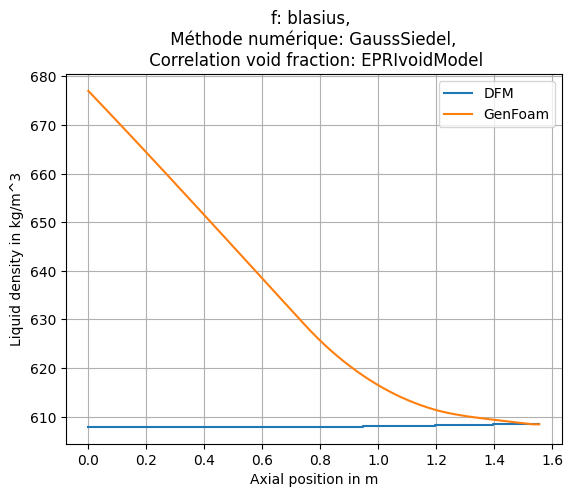 f: blasius,
Méthode numérique: GaussSiedel,
Correlation void fraction: EPRIvoidModel
680
670
660
650
640
630
620
610
Liquid density in kg/m^3
DFM
GenFoam
0.0 0.2 0.4 0.6 0.8 1.0 1.2 1.4 1.6
Axial position in m